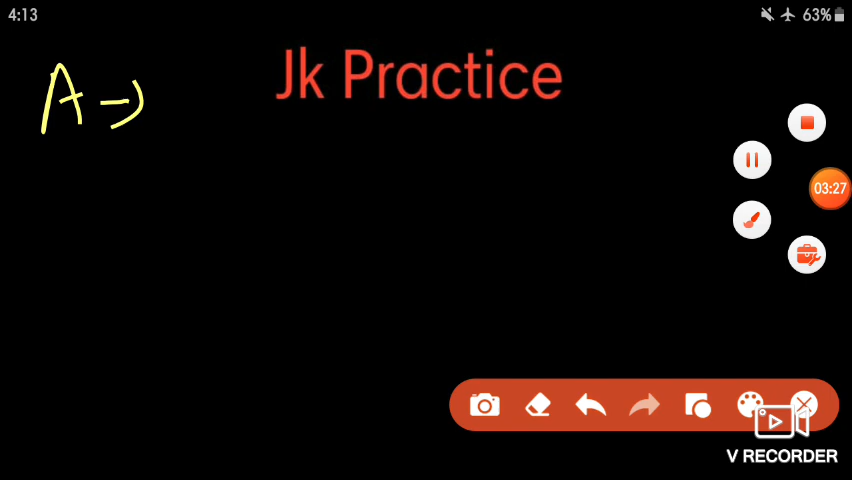 4:13 63%
Jk Practice
A →
03:27
V RECORDER